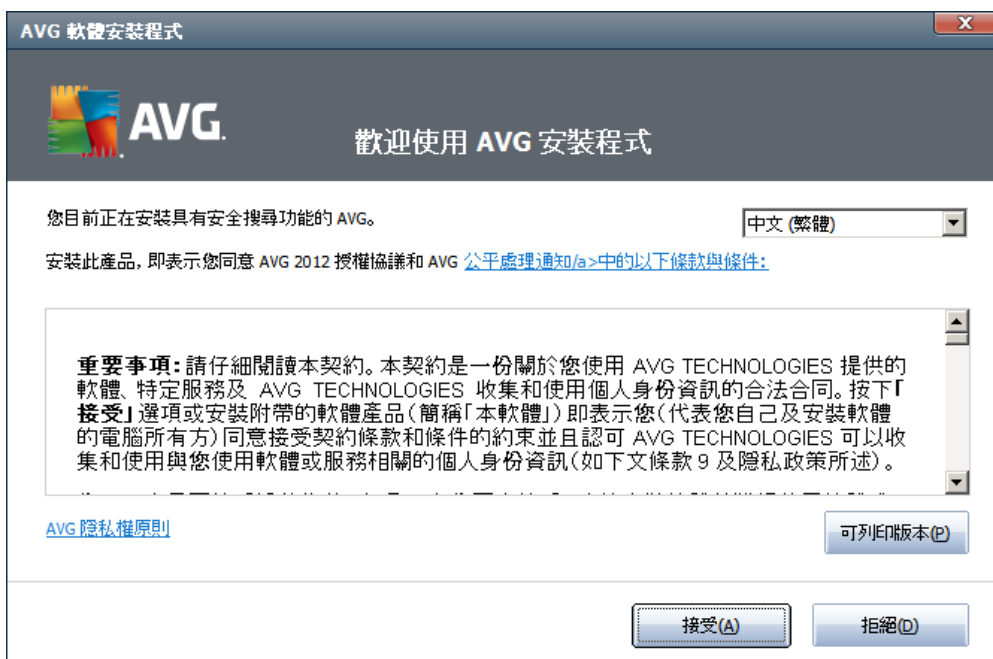 AVG 軟體安裝程式
AVG.
歡迎使用 AVG 安裝程式
您目前正在安裝具有安全搜尋功能的 AVG。
中文 (繁體)
安裝此產品, 即表示您同意 AVG 2012 授權協議和 AVG 公平處理通知/a>中的以下條款與條件:
重要事項: 請仔細閱讀本契約。本契約是一份關於您使用 AVG TECHNOLOGIES 提供的
軟體、特定服務及 AVG TECHNOLOGIES 收集和使用個人身份資訊的合法合同。按下「
接受」選項或安裝附帶的軟體產品(簡稱「本軟體」)即表示您(代表您自己及安裝軟體
的電腦所有方)同意接受契約條款和條件的約束並且認可 AVG TECHNOLOGIES 可以收
集和使用與您使用軟體或服務相關的個人身份資訊(如下文條款 9 及隱私政策所述)。
AVG 隱私權原則
可列印版本(P)
接受(A)
拒絕(D)